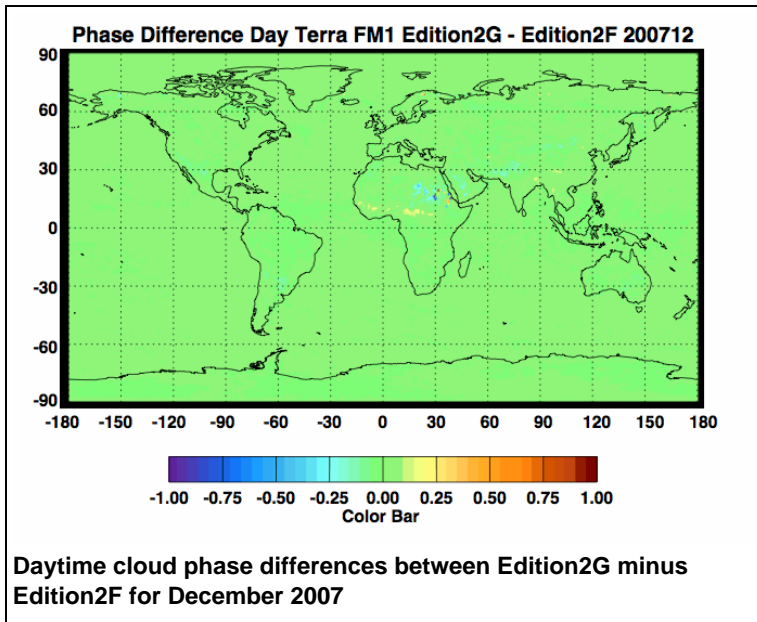 Phase Difference Day Terra FM1 Edition2G - Edition2F 200712
90
60
30
0
-30
-60
-90
-180 -150 -120 -90 -60 -30 0 30 60 90 120 150 180
-1.00 -0.75 -0.50 -0.25 0.00 0.25 0.50 0.75 1.00
Color Bar
Daytime cloud phase differences between Edition2G minus
Edition2F for December 2007